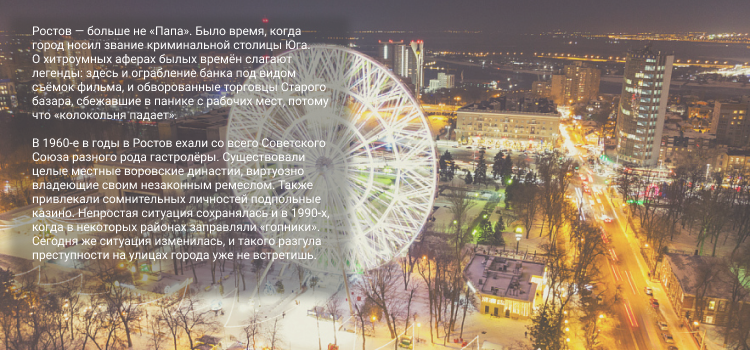 Ростов — больше не «Папа». Было время, когда
город носил звание криминальной столицы Юга.
О хитроумных аферах былых времён слагают
легенды: здесь и ограбление банка под видом
съёмок фильма, и обворованные торговцы Старого
базара, сбежавшие в панике с рабочих мест, потому
что «колокольня падает».
В 1960-е в годы в Ростов ехали со всего Советского
Союза разного рода гастролёры. Существовали
целые местные воровские династии, виртуозно
владеющие своим незаконным ремеслом. Также
привлекали сомнительных личностей подпольные
казино. Непростая ситуация сохранялась и в 1990-х,
когда в некоторых районах заправляли «гопники».
Сегодня же ситуация изменилась, и такого разгула
преступности на улицах города уже не встретишь.